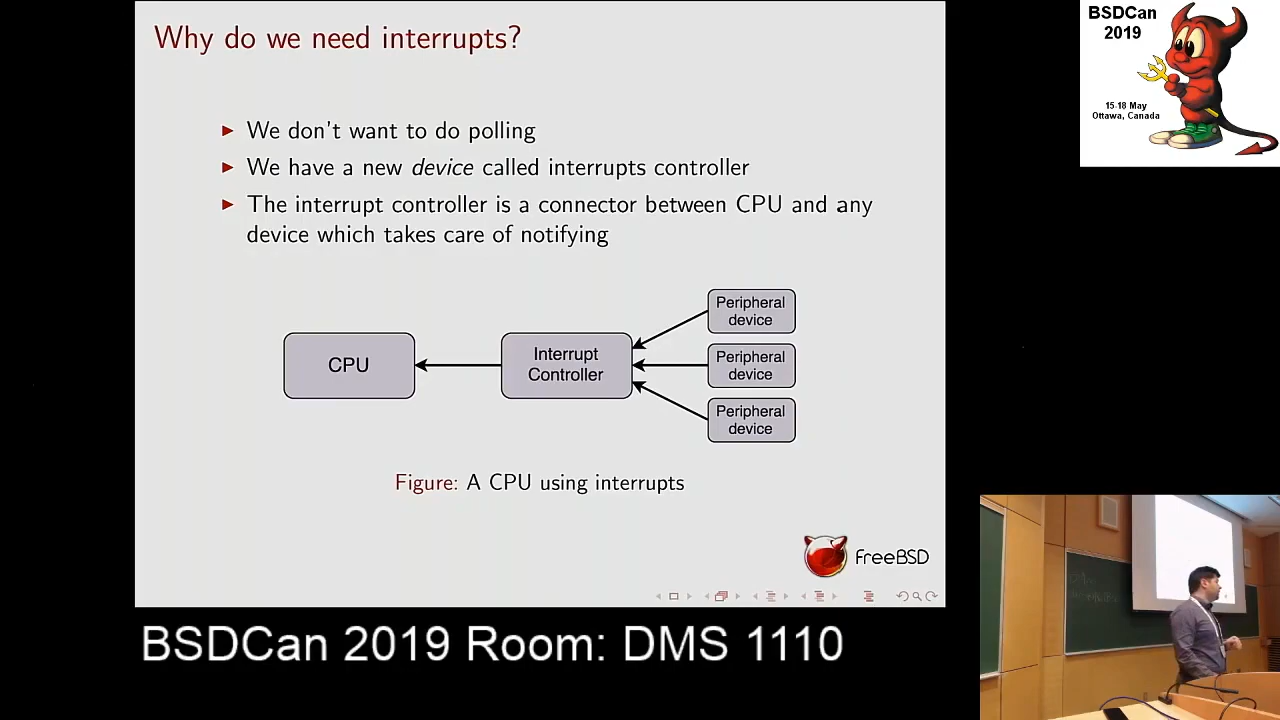 Why do we need interrupts?
We don't want to do polling
We have a new device called interrupts controller
The interrupt controller is a connector between CPU and any
device which takes care of notifying
CPU
Interrupt
Controller
Peripheral
device
Peripheral
device
Peripheral
device
Figure: A CPU using interrupts
FreeBSD
BSDCan
2019
15-18 May
Ottawa, Canada
BSDCan 2019 Room: DMS 1110